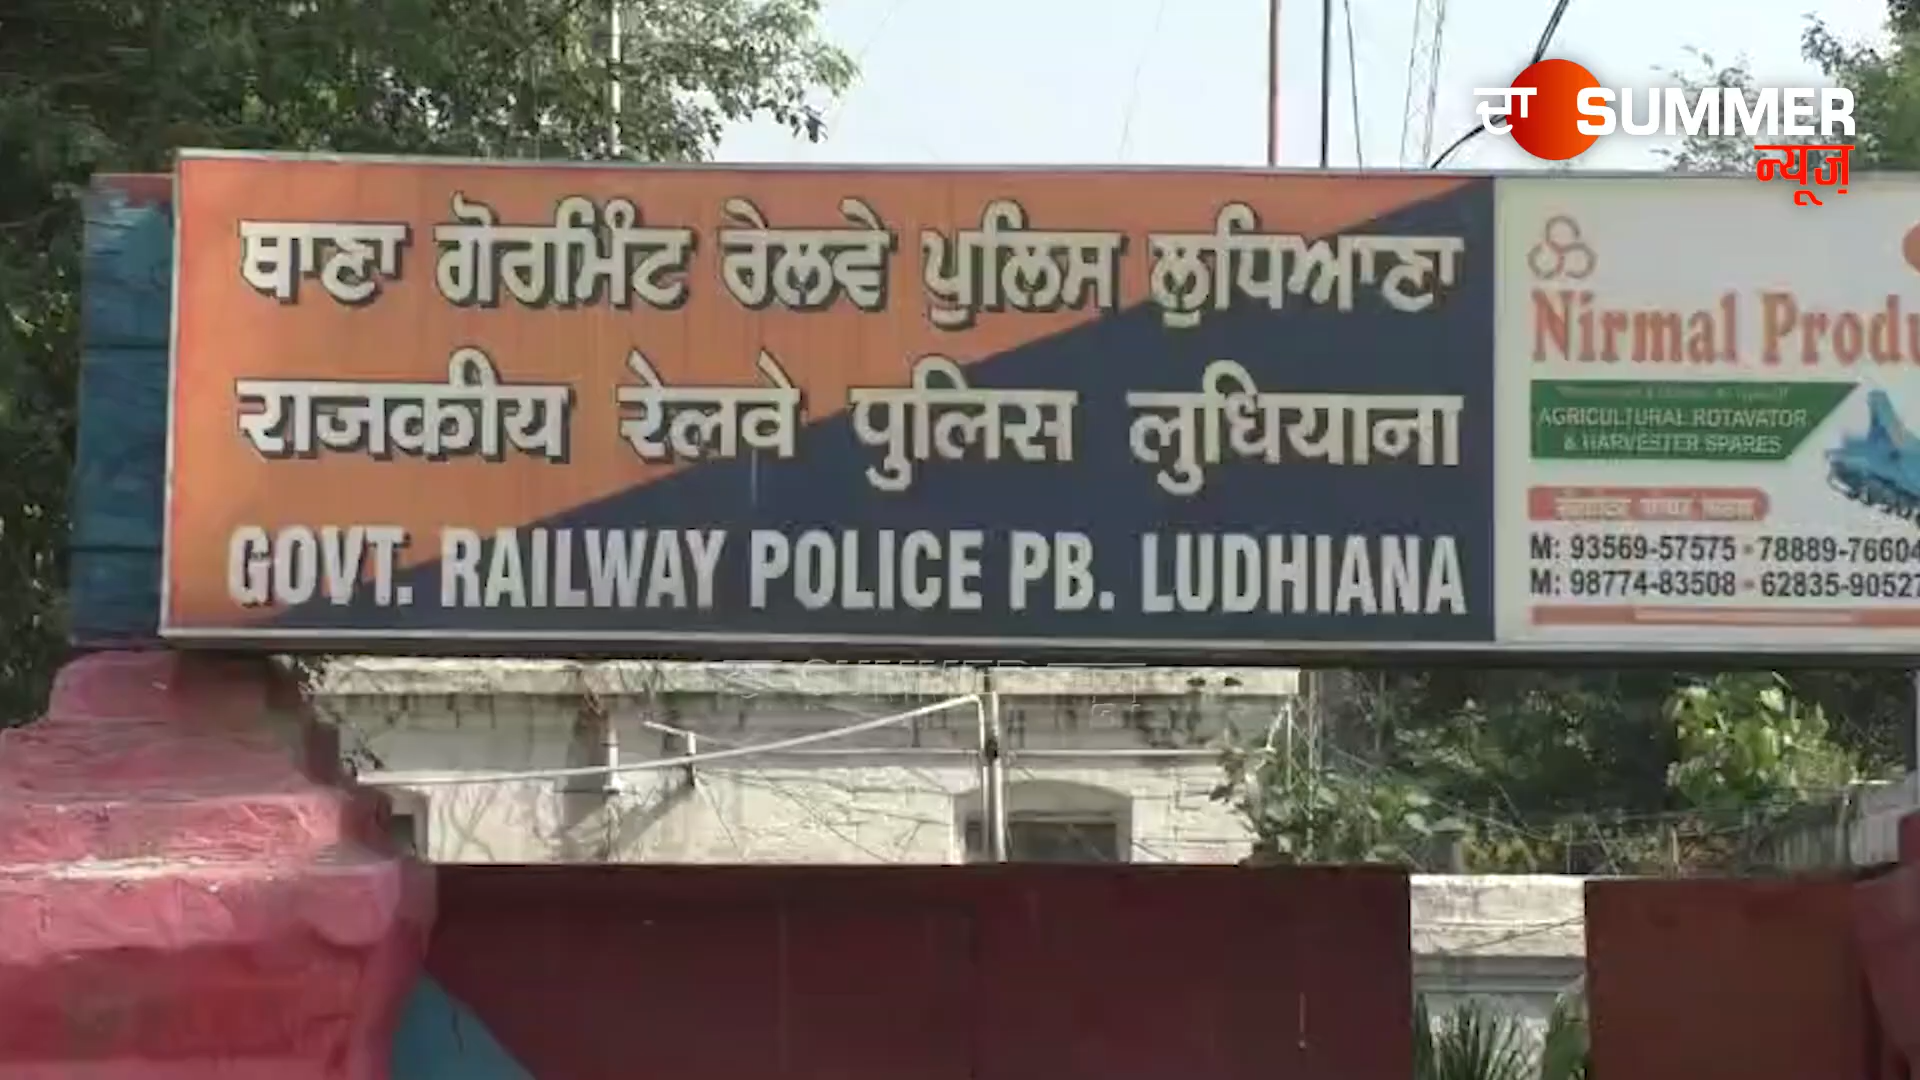 ਦਾ SUMMER
न्यूज़
ਥਾਣਾ ਗੋਰਮਿੰਟ ਰੇਲਵੇ ਪੁਲਿਸ ਲੁਧਿਆਣਾ
राजकीय रेलवे पुलिस लुधियाना
GOVT. RAILWAY POLICE PB. LUDHIANA
Nirmal Produ
AGRICULTURAL ROTAVATOR
& HARVESTER SPARES
M: 93569-57575 • 78889-76604
M: 98774-83508 • 62835-90527